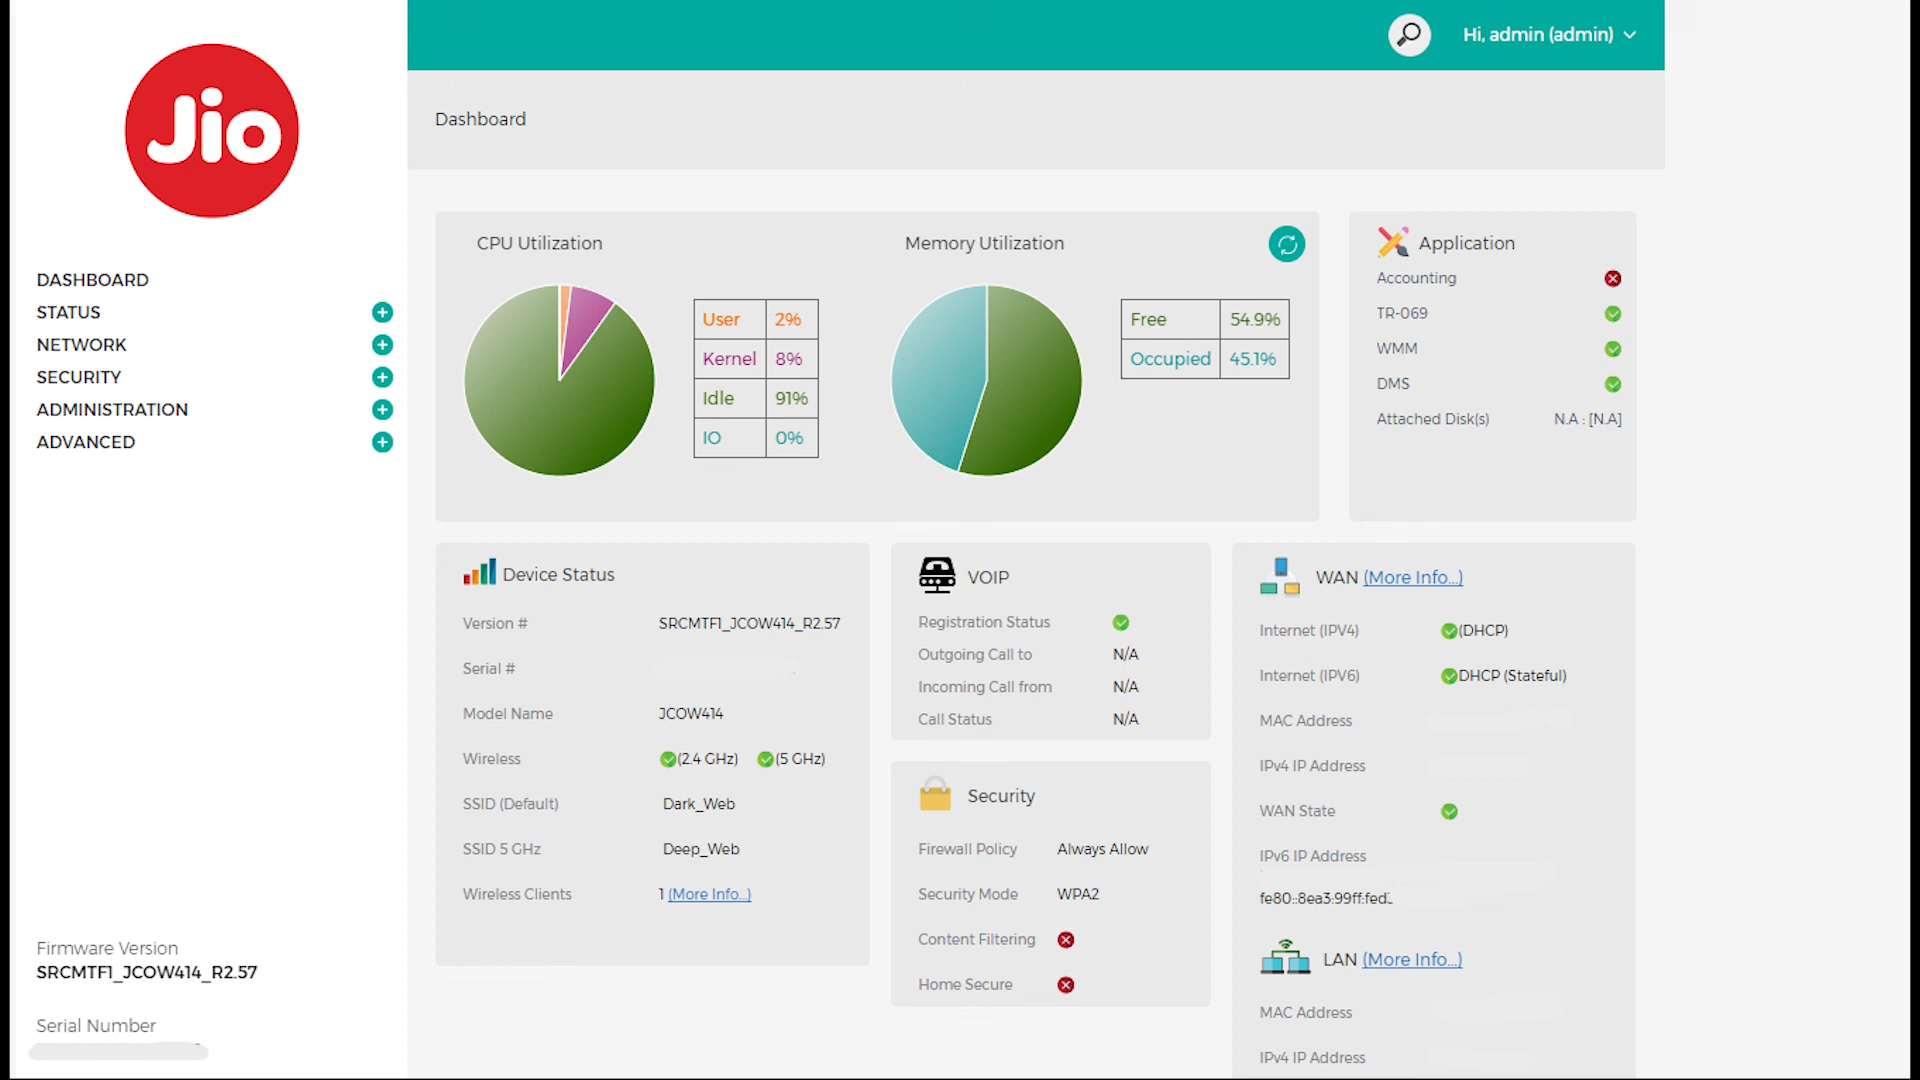 Jio
Hi, admin (admin)
DASHBOARD
STATUS
NETWORK
SECURITY
ADMINISTRATION
ADVANCED
Firmware Version
SRCMTF1_JCOW414_R2.57
Serial Number
Dashboard
CPU Utilization
User 2%
Kernel 8%
Idle 91%
IO 0%
Memory Utilization
Free 54.9%
Occupied 45.1%
Application
Accounting
TR-069
WMM
DMS
Attached Disk(s) N.A : [N.A]
Device Status
Version # SRCMTF1_JCOW414_R2.57
Serial #
Model Name JCOW414
Wireless (2.4 GHz) (5 GHz)
SSID (Default) Dark_Web
SSID 5 GHz Deep_Web
Wireless Clients 1 (More Info...)
VOIP
Registration Status
Outgoing Call to N/A
Incoming Call from N/A
Call Status N/A
Security
Firewall Policy Always Allow
Security Mode WPA2
Content Filtering
Home Secure
WAN (More Info...)
Internet (IPV4) (DHCP)
Internet (IPV6) DHCP (Stateful)
MAC Address
IPv4 IP Address
WAN State
IPv6 IP Address
LAN (More Info...)
MAC Address
IPv4 IP Address